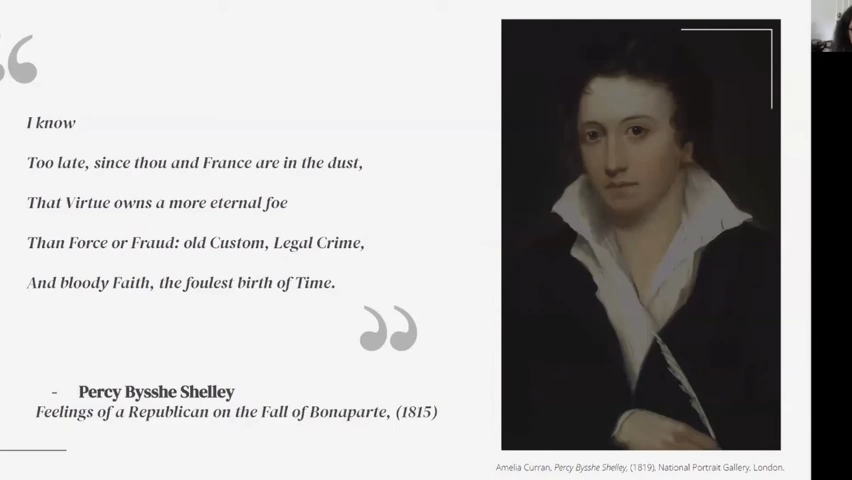 “
I know
Too late, since thou and France are in the dust,
That Virtue owns a more eternal foe
Than Force or Fraud: old Custom, Legal Crime,
And bloody Faith, the foulest birth of Time.
”
- Percy Bysshe Shelley
Feelings of a Republican on the Fall of Bonaparte, (1815)
Amelia Curran, Percy Bysshe Shelley, (1819), National Portrait Gallery, London.